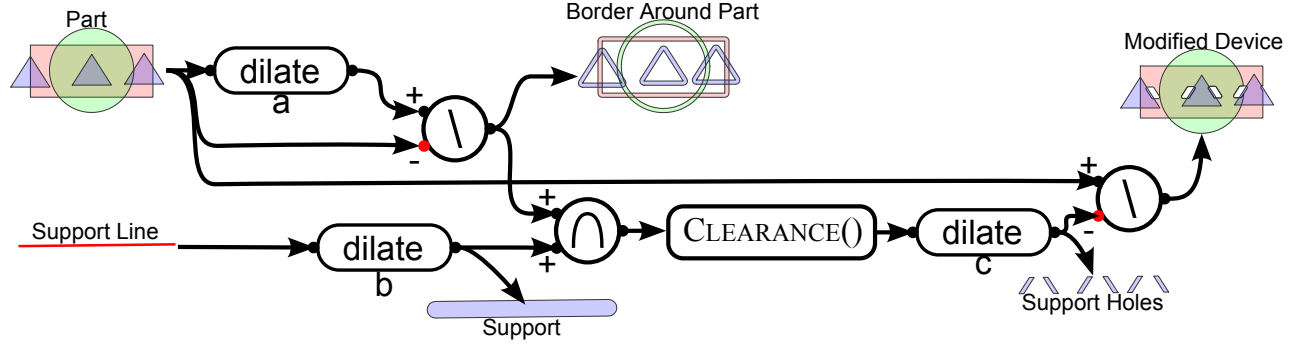 Part
Border Around Part
Modified Device
dilate
a
+
-
\
+
-
\
Support Line
dilate
b
+
+
∩
CLEARANCE()
dilate
c
Support
Support Holes